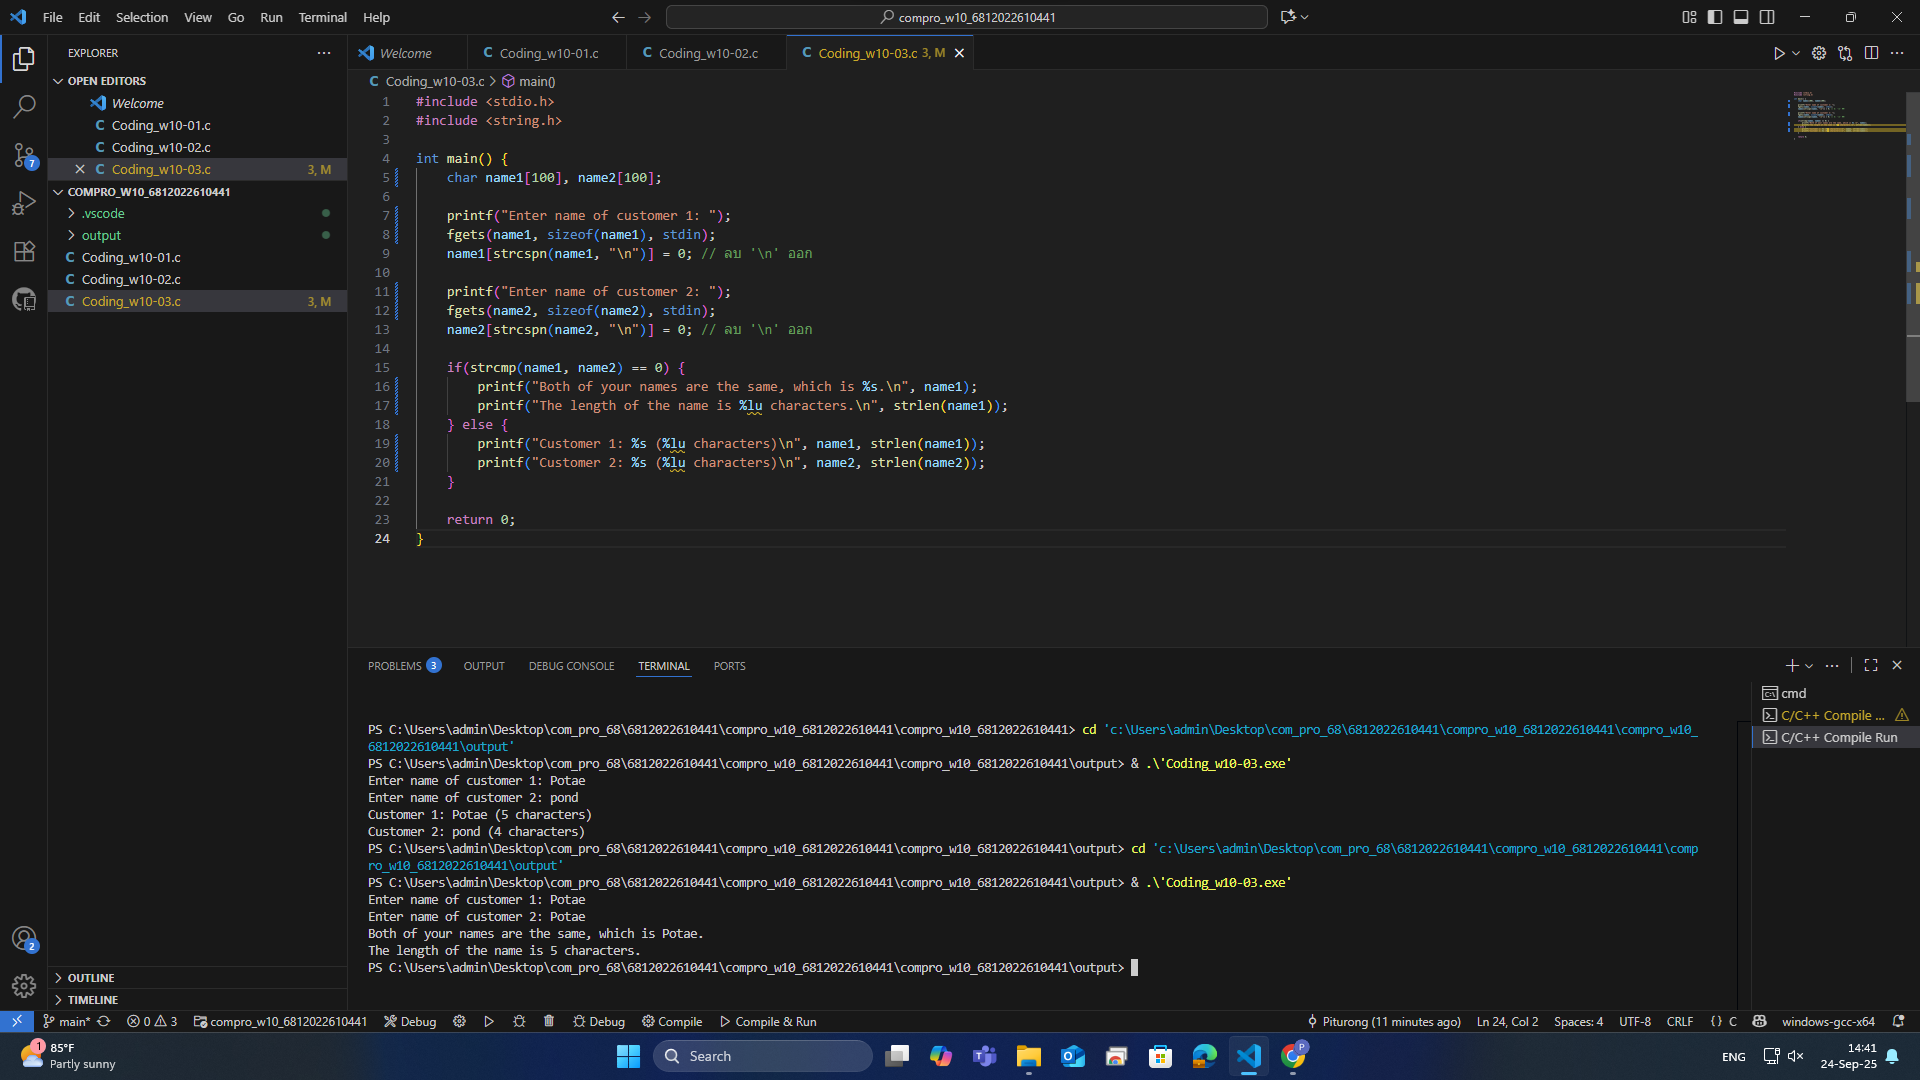 File Edit Selection View Go Run Terminal Help
compro_w10_6812022610441
EXPLORER
OPEN EDITORS
Welcome
Coding_w10-01.c
Coding_w10-02.c
Coding_w10-03.c 3, M
COMPRO_W10_6812022610441
.vscode
output
Coding_w10-01.c
Coding_w10-02.c
Coding_w10-03.c 3, M
OUTLINE
TIMELINE
7
2
Welcome
Coding_w10-01.c
Coding_w10-02.c
Coding_w10-03.c 3, M
Coding_w10-03.c > main()
1 #include <stdio.h>
2 #include <string.h>
3
4 int main() {
5 char name1[100], name2[100];
6
7 printf("Enter name of customer 1: ");
8 fgets(name1, sizeof(name1), stdin);
9 name1[strcspn(name1, "\n")] = 0; // ลบ '\n' ออก
10
11 printf("Enter name of customer 2: ");
12 fgets(name2, sizeof(name2), stdin);
13 name2[strcspn(name2, "\n")] = 0; // ลบ '\n' ออก
14
15 if(strcmp(name1, name2) == 0) {
16 printf("Both of your names are the same, which is %s.\n", name1);
17 printf("The length of the name is %lu characters.\n", strlen(name1));
18 } else {
19 printf("Customer 1: %s (%lu characters)\n", name1, strlen(name1));
20 printf("Customer 2: %s (%lu characters)\n", name2, strlen(name2));
21 }
22
23 return 0;
24 }
PROBLEMS 3 OUTPUT DEBUG CONSOLE TERMINAL PORTS
cmd
C/C++ Compile ...
C/C++ Compile Run
PS C:\Users\admin\Desktop\com_pro_68\6812022610441\compro_w10_6812022610441\compro_w10_6812022610441> cd 'c:\Users\admin\Desktop\com_pro_68\6812022610441\compro_w10_6812022610441\compro_w10_
6812022610441\output'
PS C:\Users\admin\Desktop\com_pro_68\6812022610441\compro_w10_6812022610441\compro_w10_6812022610441\output> & .\'Coding_w10-03.exe'
Enter name of customer 1: Potae
Enter name of customer 2: pond
Customer 1: Potae (5 characters)
Customer 2: pond (4 characters)
PS C:\Users\admin\Desktop\com_pro_68\6812022610441\compro_w10_6812022610441\compro_w10_6812022610441\output> cd 'c:\Users\admin\Desktop\com_pro_68\6812022610441\compro_w10_6812022610441\comp
ro_w10_6812022610441\output'
PS C:\Users\admin\Desktop\com_pro_68\6812022610441\compro_w10_6812022610441\compro_w10_6812022610441\output> & .\'Coding_w10-03.exe'
Enter name of customer 1: Potae
Enter name of customer 2: Potae
Both of your names are the same, which is Potae.
The length of the name is 5 characters.
PS C:\Users\admin\Desktop\com_pro_68\6812022610441\compro_w10_6812022610441\compro_w10_6812022610441\output>
main* 0 3 compro_w10_6812022610441 Debug Debug Compile Compile & Run Piturong (11 minutes ago) Ln 24, Col 2 Spaces: 4 UTF-8 CRLF {} C windows-gcc-x64
1
85°F
Partly sunny
Search
P
ENG
14:41
24-Sep-25